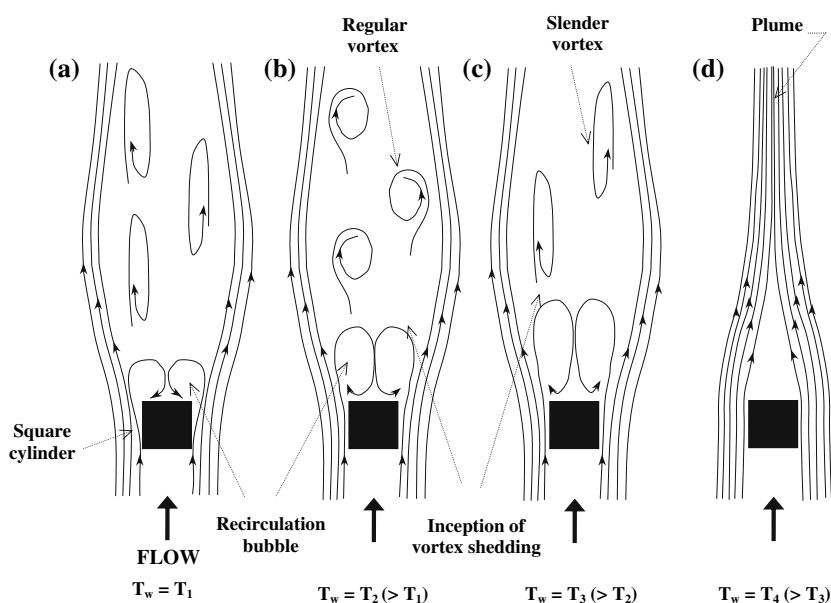 Regular
vortex
Slender
vortex
Plume
(a)
(b)
(c)
(d)
Square
cylinder
Recirculation
bubble
Inception of
vortex shedding
FLOW
T_w = T_1
T_w = T_2 (> T_1)
T_w = T_3 (> T_2)
T_w = T_4 (> T_3)